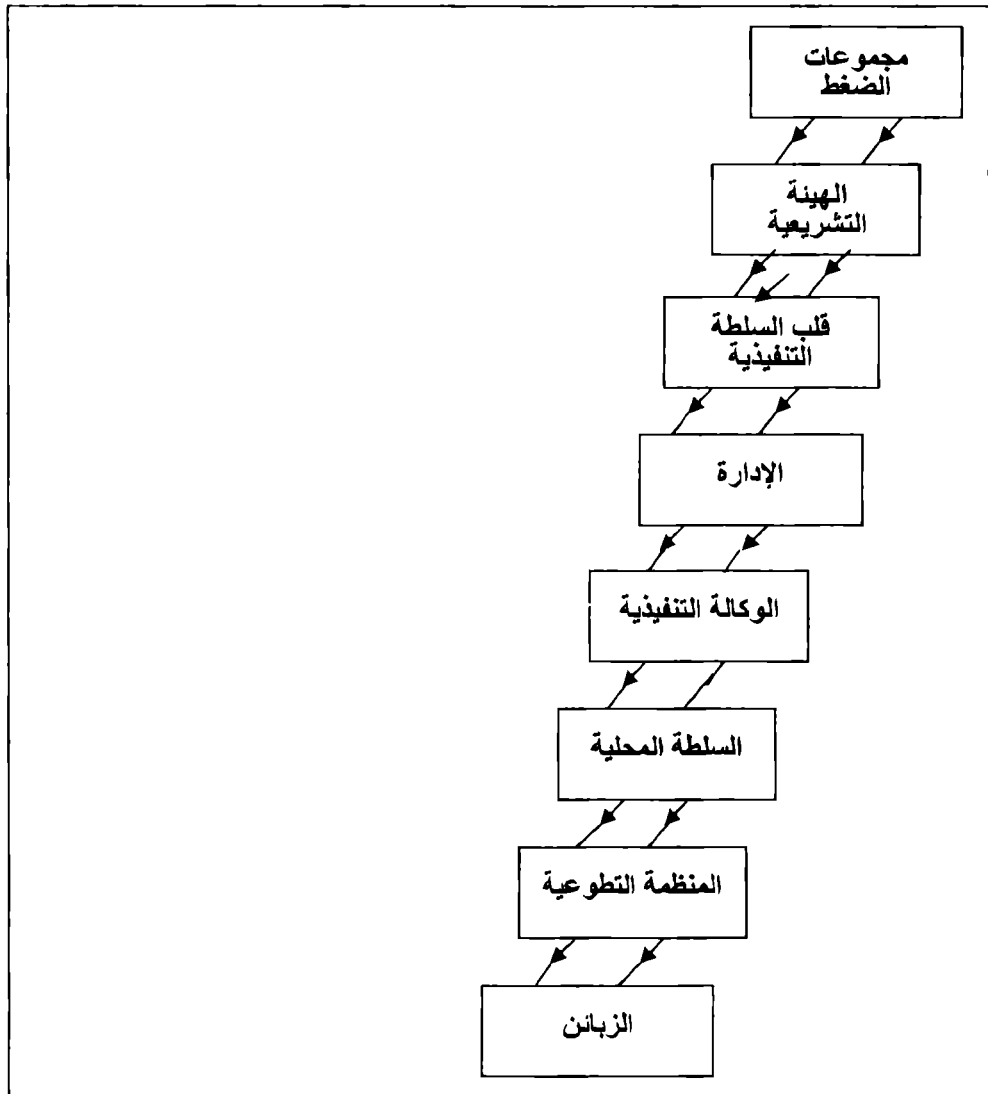 مجموعات
الضغط
الهيئة
التشريعية
قلب السلطة
التنفيذية
الإدارة
الوكالة التنفيذية
السلطة المحلية
المنظمة التطوعية
الزبائن